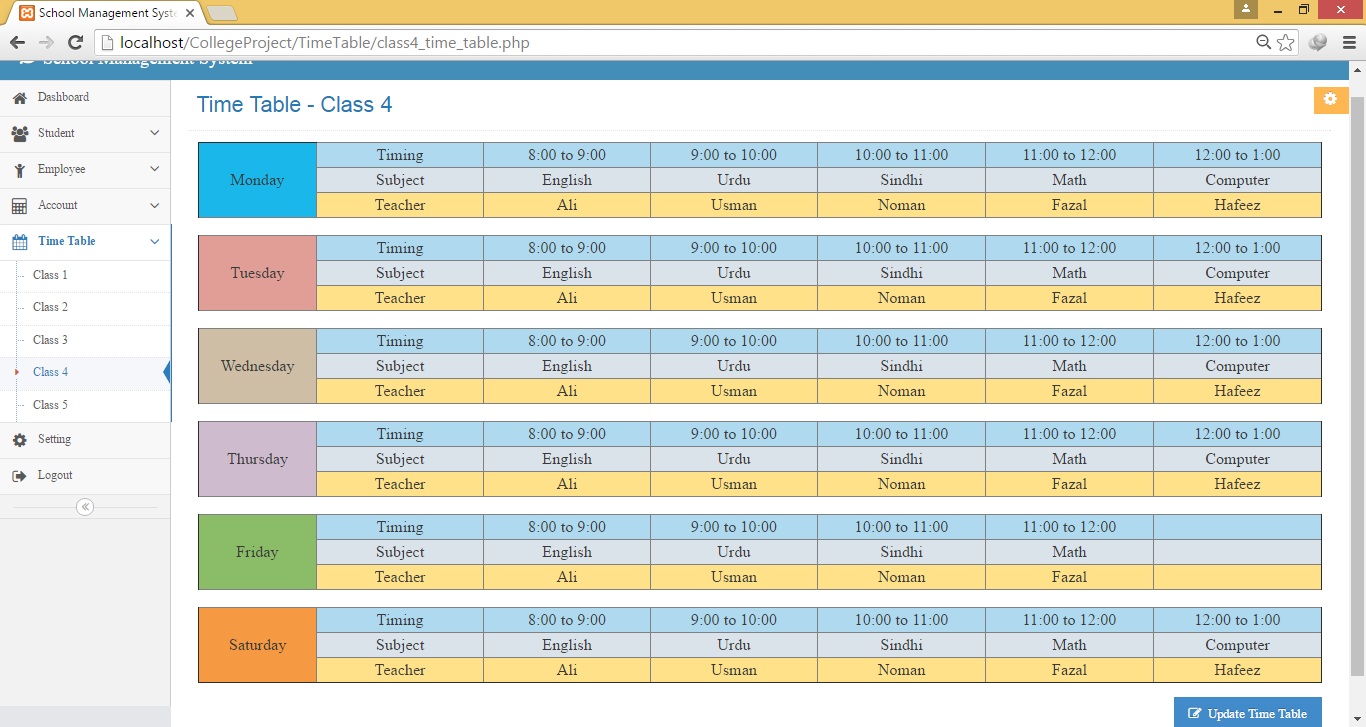 School Management Syst
localhost/CollegeProject/TimeTable/class4_time_table.php
School Management System
Dashboard
Student
Employee
Account
Time Table
Class 1
Class 2
Class 3
Class 4
Class 5
Setting
Logout
Time Table - Class 4
Monday
Timing 8:00 to 9:00 9:00 to 10:00 10:00 to 11:00 11:00 to 12:00 12:00 to 1:00
Subject English Urdu Sindhi Math Computer
Teacher Ali Usman Noman Fazal Hafeez
Tuesday
Timing 8:00 to 9:00 9:00 to 10:00 10:00 to 11:00 11:00 to 12:00 12:00 to 1:00
Subject English Urdu Sindhi Math Computer
Teacher Ali Usman Noman Fazal Hafeez
Wednesday
Timing 8:00 to 9:00 9:00 to 10:00 10:00 to 11:00 11:00 to 12:00 12:00 to 1:00
Subject English Urdu Sindhi Math Computer
Teacher Ali Usman Noman Fazal Hafeez
Thursday
Timing 8:00 to 9:00 9:00 to 10:00 10:00 to 11:00 11:00 to 12:00 12:00 to 1:00
Subject English Urdu Sindhi Math Computer
Teacher Ali Usman Noman Fazal Hafeez
Friday
Timing 8:00 to 9:00 9:00 to 10:00 10:00 to 11:00 11:00 to 12:00
Subject English Urdu Sindhi Math
Teacher Ali Usman Noman Fazal
Saturday
Timing 8:00 to 9:00 9:00 to 10:00 10:00 to 11:00 11:00 to 12:00 12:00 to 1:00
Subject English Urdu Sindhi Math Computer
Teacher Ali Usman Noman Fazal Hafeez
Update Time Table